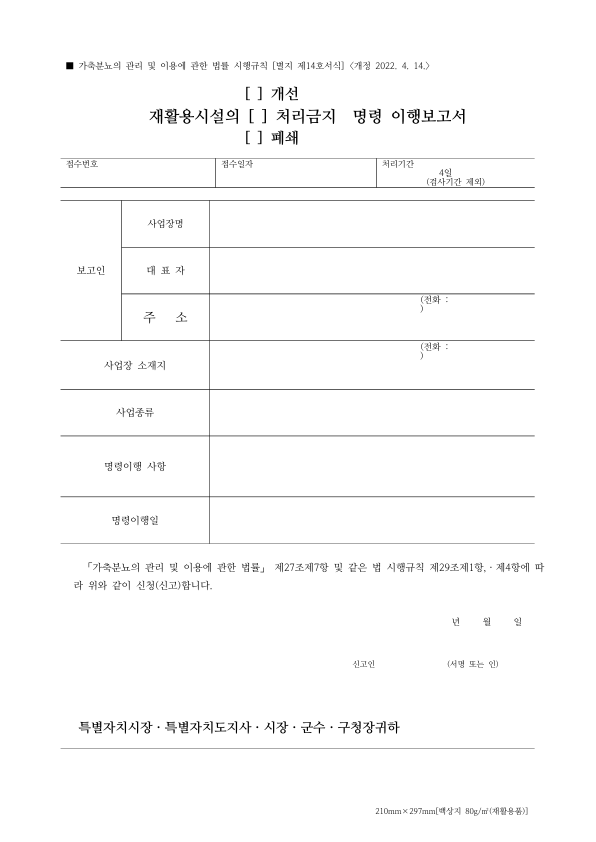 ■ 가축분뇨의 관리 및 이용에 관한 법률 시행규칙 [별지 제14호서식] <개정 2022. 4. 14.>
[ ] 개선
재활용시설의 [ ] 처리금지 명령 이행보고서
[ ] 폐쇄
접수번호 접수일자 처리기간
4일
(검사기간 제외)
보고인
사업장명
대 표 자
주 소 (전화 :
)
사업장 소재지 (전화 :
)
사업종류
명령이행 사항
명령이행일
「가축분뇨의 관리 및 이용에 관한 법률」 제27조제7항 및 같은 법 시행규칙 제29조제1항,ㆍ제4항에 따
라 위와 같이 신청(신고)합니다.
년 월 일
신고인 (서명 또는 인)
특별자치시장ㆍ특별자치도지사ㆍ시장ㆍ군수ㆍ구청장귀하
210mm×297mm[백상지 80g/㎡(재활용품)]